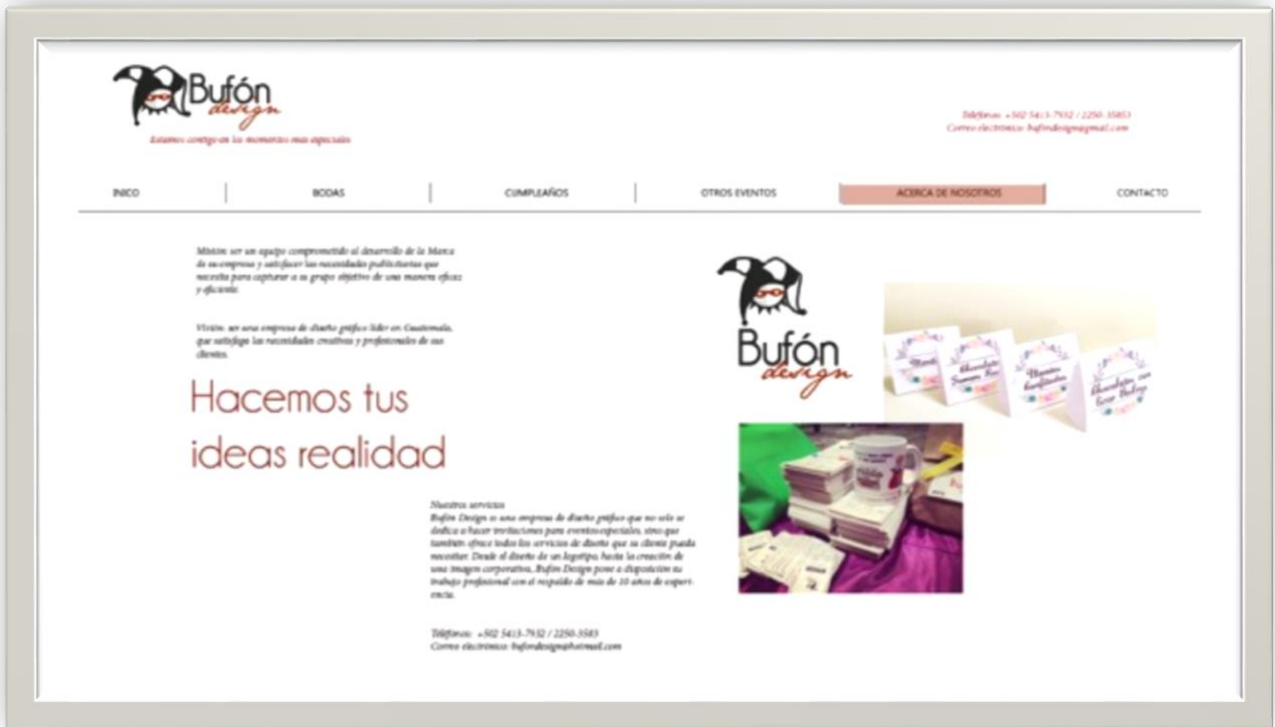 Bufón
design
Estamos contigo en los momentos mas especiales
Teléfonos: +502 5413-7932 / 2250-35853
Correo electrónico: bufondesign@gmail.com
INICO BODAS CUMPLEAÑOS OTROS EVENTOS ACERCA DE NOSOTROS CONTACTO
Misión: ser un equipo comprometido al desarrollo de la Marca
de su empresa y satisfacer las necesidades publicitarias que
necesita para capturar a su grupo objetivo de una manera eficaz
y eficiente.
Visión: ser una empresa de diseño gráfico líder en Guatemala,
que satisfaga las necesidades creativas y profesionales de sus
clientes.
Hacemos tus
ideas realidad
Bufón
design
Nuestros servicios
Bufón Design es una empresa de diseño gráfico que no solo se
dedica a hacer invitaciones para eventos especiales, sino que
también ofrece todos los servicios de diseño que su cliente pueda
necesitar. Desde el diseño de un logotipo, hasta la creación de
una imagen corporativa, Bufón Design pone a disposición su
trabajo profesional con el respaldo de más de 10 años de experi-
encia.
Teléfonos: +502 5413-7932 / 2250-3583
Correo electrónico: bufondesign@hotmail.com